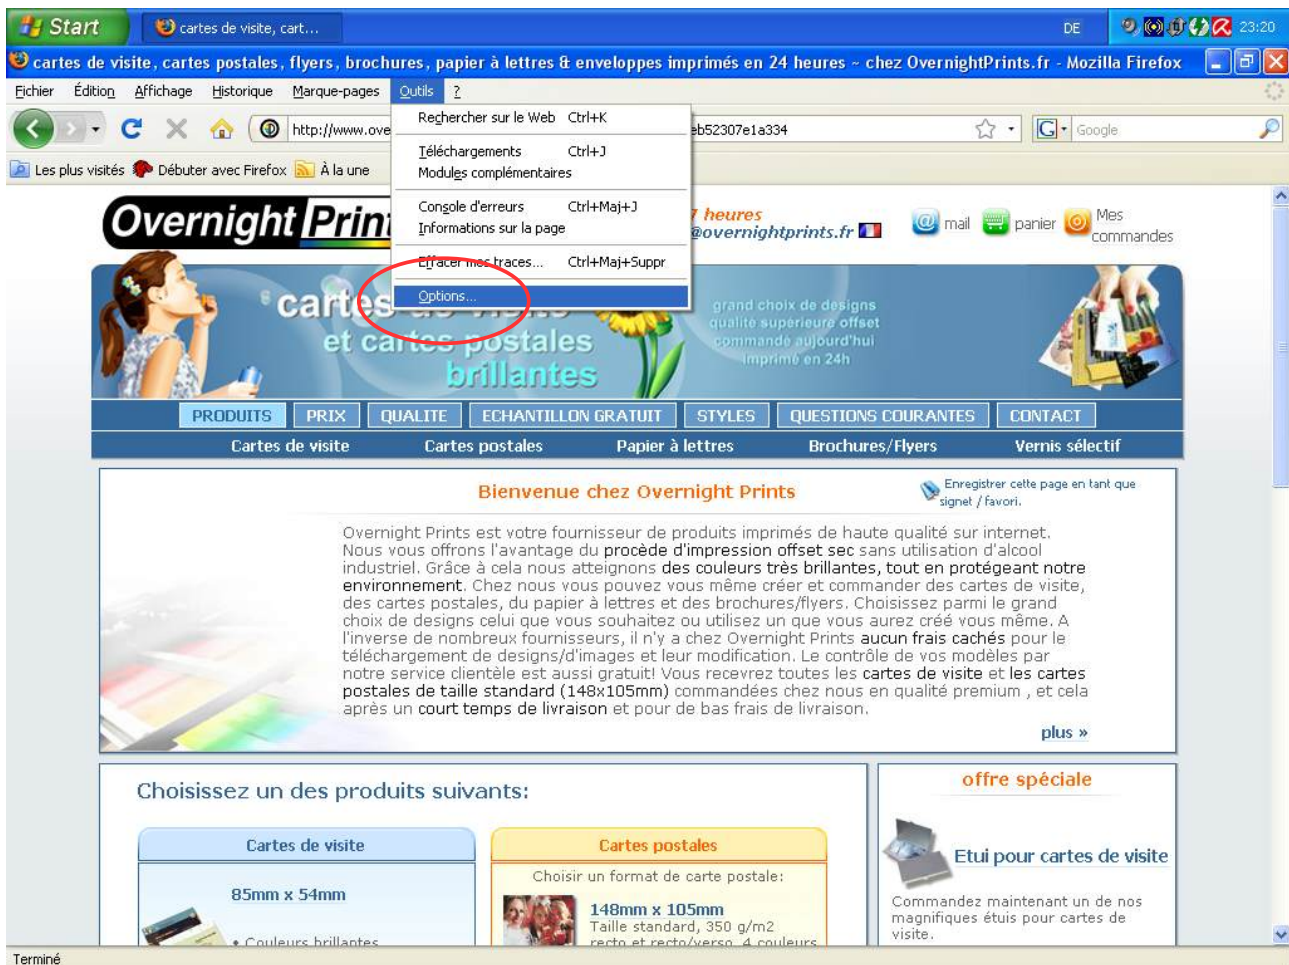 Start
cartes de visite, cart...
DE
23:20
cartes de visite, cartes postales, flyers, brochures, papier à lettres & enveloppes imprimés en 24 heures ~ chez OvernightPrints.fr - Mozilla Firefox
Fichier Édition Affichage Historique Marque-pages Outils ?
http://www.ove
eb52307e1a334
Google
Rechercher sur le Web Ctrl+K
Téléchargements Ctrl+J
Modules complémentaires
Console d'erreurs Ctrl+Maj+J
Informations sur la page
Effacer mes traces... Ctrl+Maj+Suppr
Options...
Les plus visités Débuter avec Firefox À la une
Overnight Prin
7 heures
@overnightprints.fr
mail panier Mes commandes
cartes de visite
et cartes postales
brillantes
grand choix de designs
qualité superieure offset
commandé aujourd'hui
imprimé en 24h
PRODUITS PRIX QUALITE ECHANTILLON GRATUIT STYLES QUESTIONS COURANTES CONTACT
Cartes de visite Cartes postales Papier à lettres Brochures/Flyers Vernis sélectif
Bienvenue chez Overnight Prints
Enregistrer cette page en tant que
signet / favori.
Overnight Prints est votre fournisseur de produits imprimés de haute qualité sur internet.
Nous vous offrons l'avantage du procède d'impression offset sec sans utilisation d'alcool
industriel. Grâce à cela nous atteignons des couleurs très brillantes, tout en protégeant notre
environnement. Chez nous vous pouvez vous même créer et commander des cartes de visite,
des cartes postales, du papier à lettres et des brochures/flyers. Choisissez parmi le grand
choix de designs celui que vous souhaitez ou utilisez un que vous aurez créé vous même. A
l'inverse de nombreux fournisseurs, il n'y a chez Overnight Prints aucun frais cachés pour le
téléchargement de designs/d'images et leur modification. Le contrôle de vos modèles par
notre service clientèle est aussi gratuit! Vous recevrez toutes les cartes de visite et les cartes
postales de taille standard (148x105mm) commandées chez nous en qualité premium , et cela
après un court temps de livraison et pour de bas frais de livraison.
plus »
Choisissez un des produits suivants:
Cartes de visite
85mm x 54mm
• Couleurs brillantes
Cartes postales
Choisir un format de carte postale:
148mm x 105mm
Taille standard, 350 g/m2
recto et recto/verso, 4 couleurs
offre spéciale
Etui pour cartes de visite
Commandez maintenant un de nos
magnifiques étuis pour cartes de
visite.
Terminé